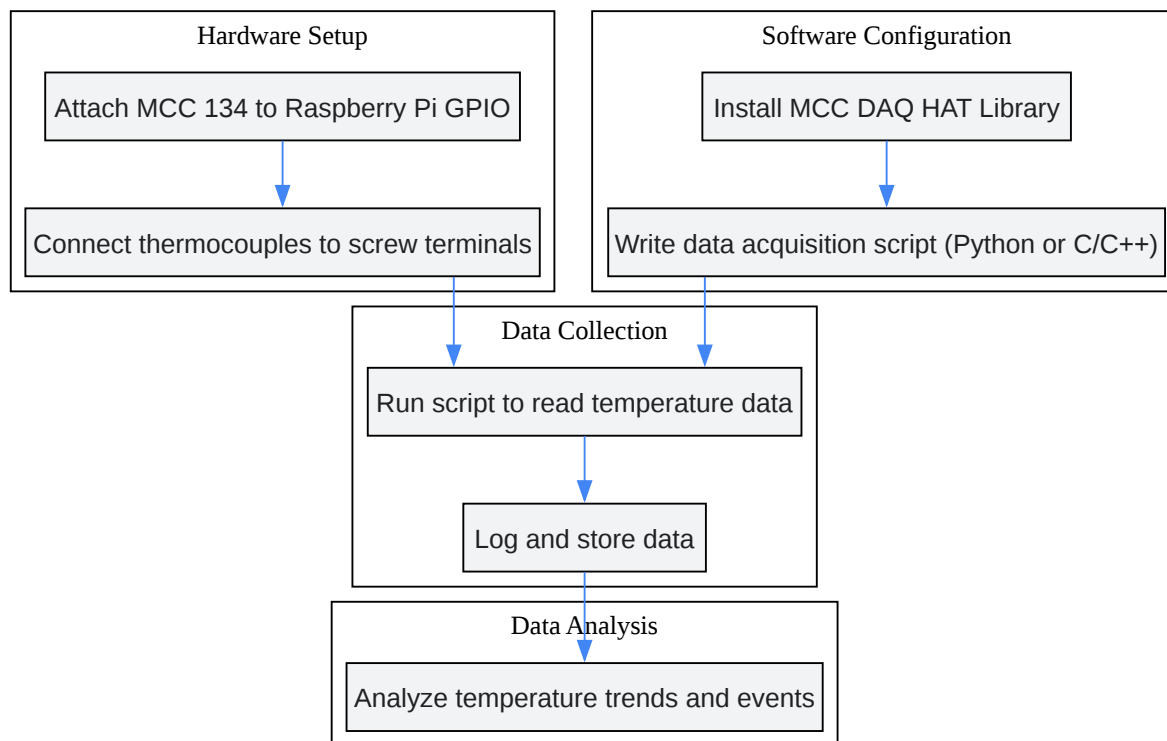 Hardware Setup
Attach MCC 134 to Raspberry Pi GPIO
Connect thermocouples to screw terminals
Software Configuration
Install MCC DAQ HAT Library
Write data acquisition script (Python or C/C++)
Data Collection
Run script to read temperature data
Log and store data
Data Analysis
Analyze temperature trends and events